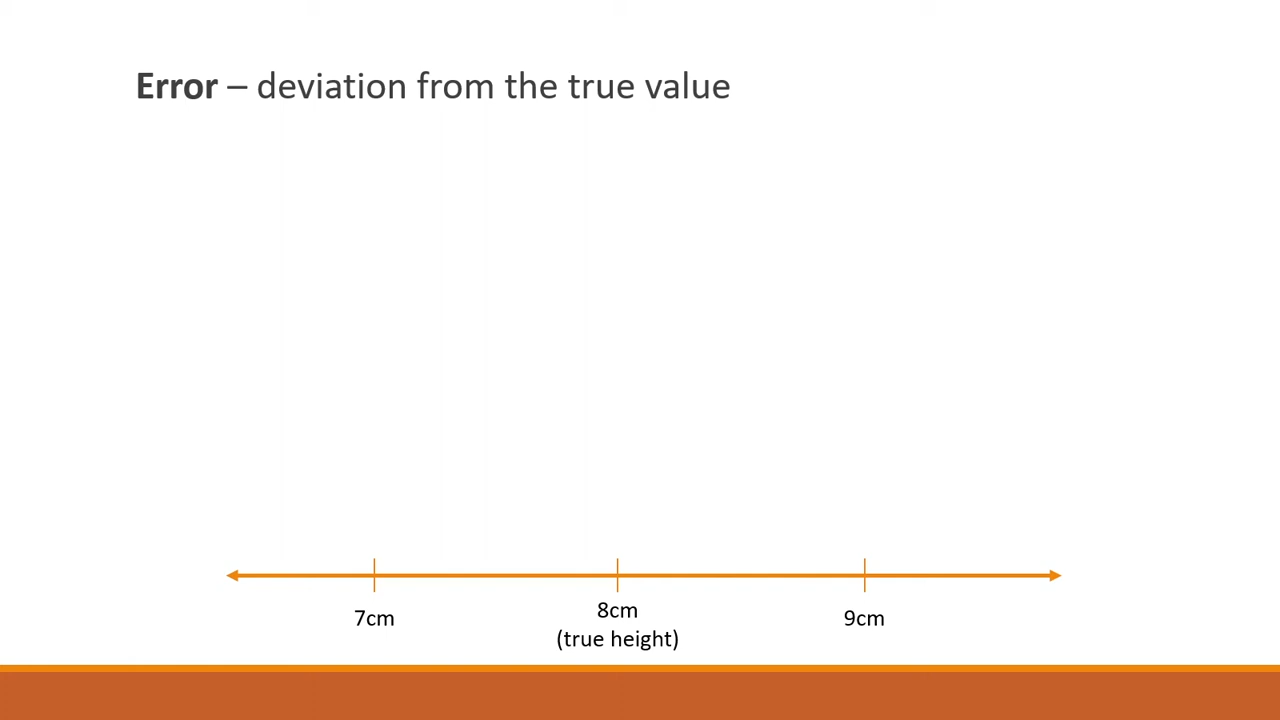 Error – deviation from the true value
7cm
8cm
(true height)
9cm